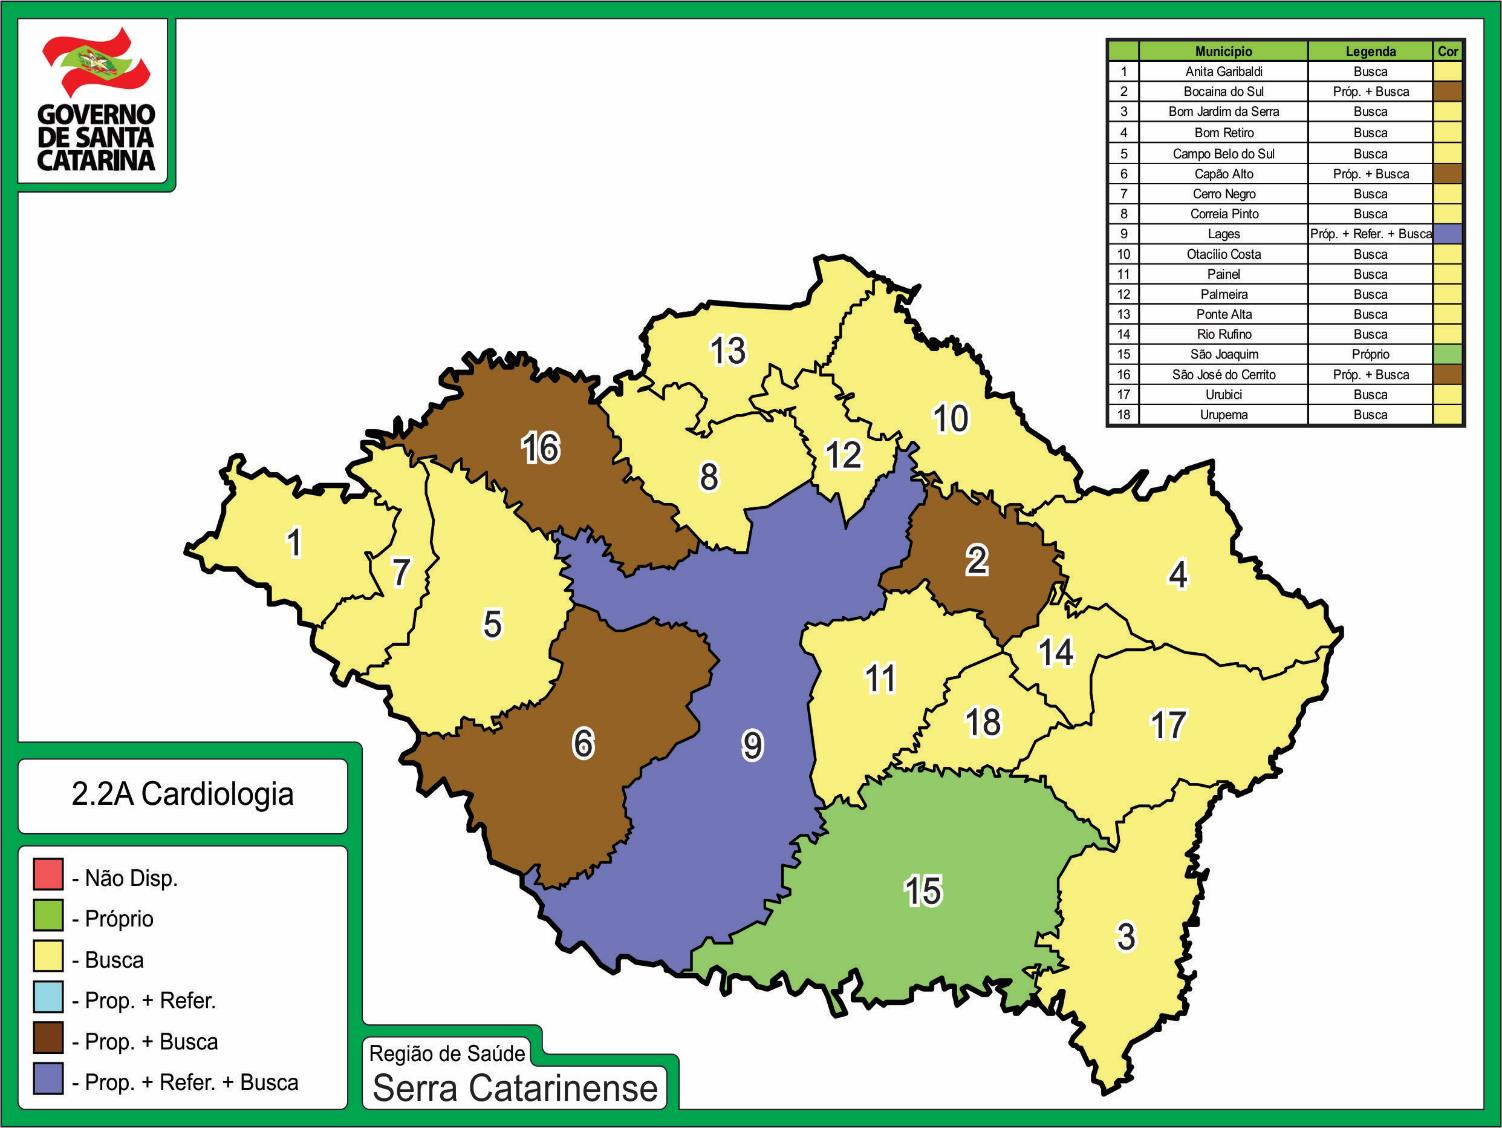 GOVERNO
DE SANTA
CATARINA
Município Legenda Cor
1 Anita Garibaldi Busca
2 Bocaina do Sul Próp. + Busca
3 Bom Jardim da Serra Busca
4 Bom Retiro Busca
5 Campo Belo do Sul Busca
6 Capão Alto Próp. + Busca
7 Cerro Negro Busca
8 Correia Pinto Busca
9 Lages Próp. + Refer. + Busca
10 Otacílio Costa Busca
11 Painel Busca
12 Palmeira Busca
13 Ponte Alta Busca
14 Rio Rufino Busca
15 São Joaquim Próprio
16 São José do Cerrito Próp. + Busca
17 Urubici Busca
18 Urupema Busca
13
10
16
12
8
1
2
7
4
5
14
11
18
17
6
9
15
3
2.2A Cardiologia
- Não Disp.
- Próprio
- Busca
- Prop. + Refer.
- Prop. + Busca
- Prop. + Refer. + Busca
Região de Saúde
Serra Catarinense